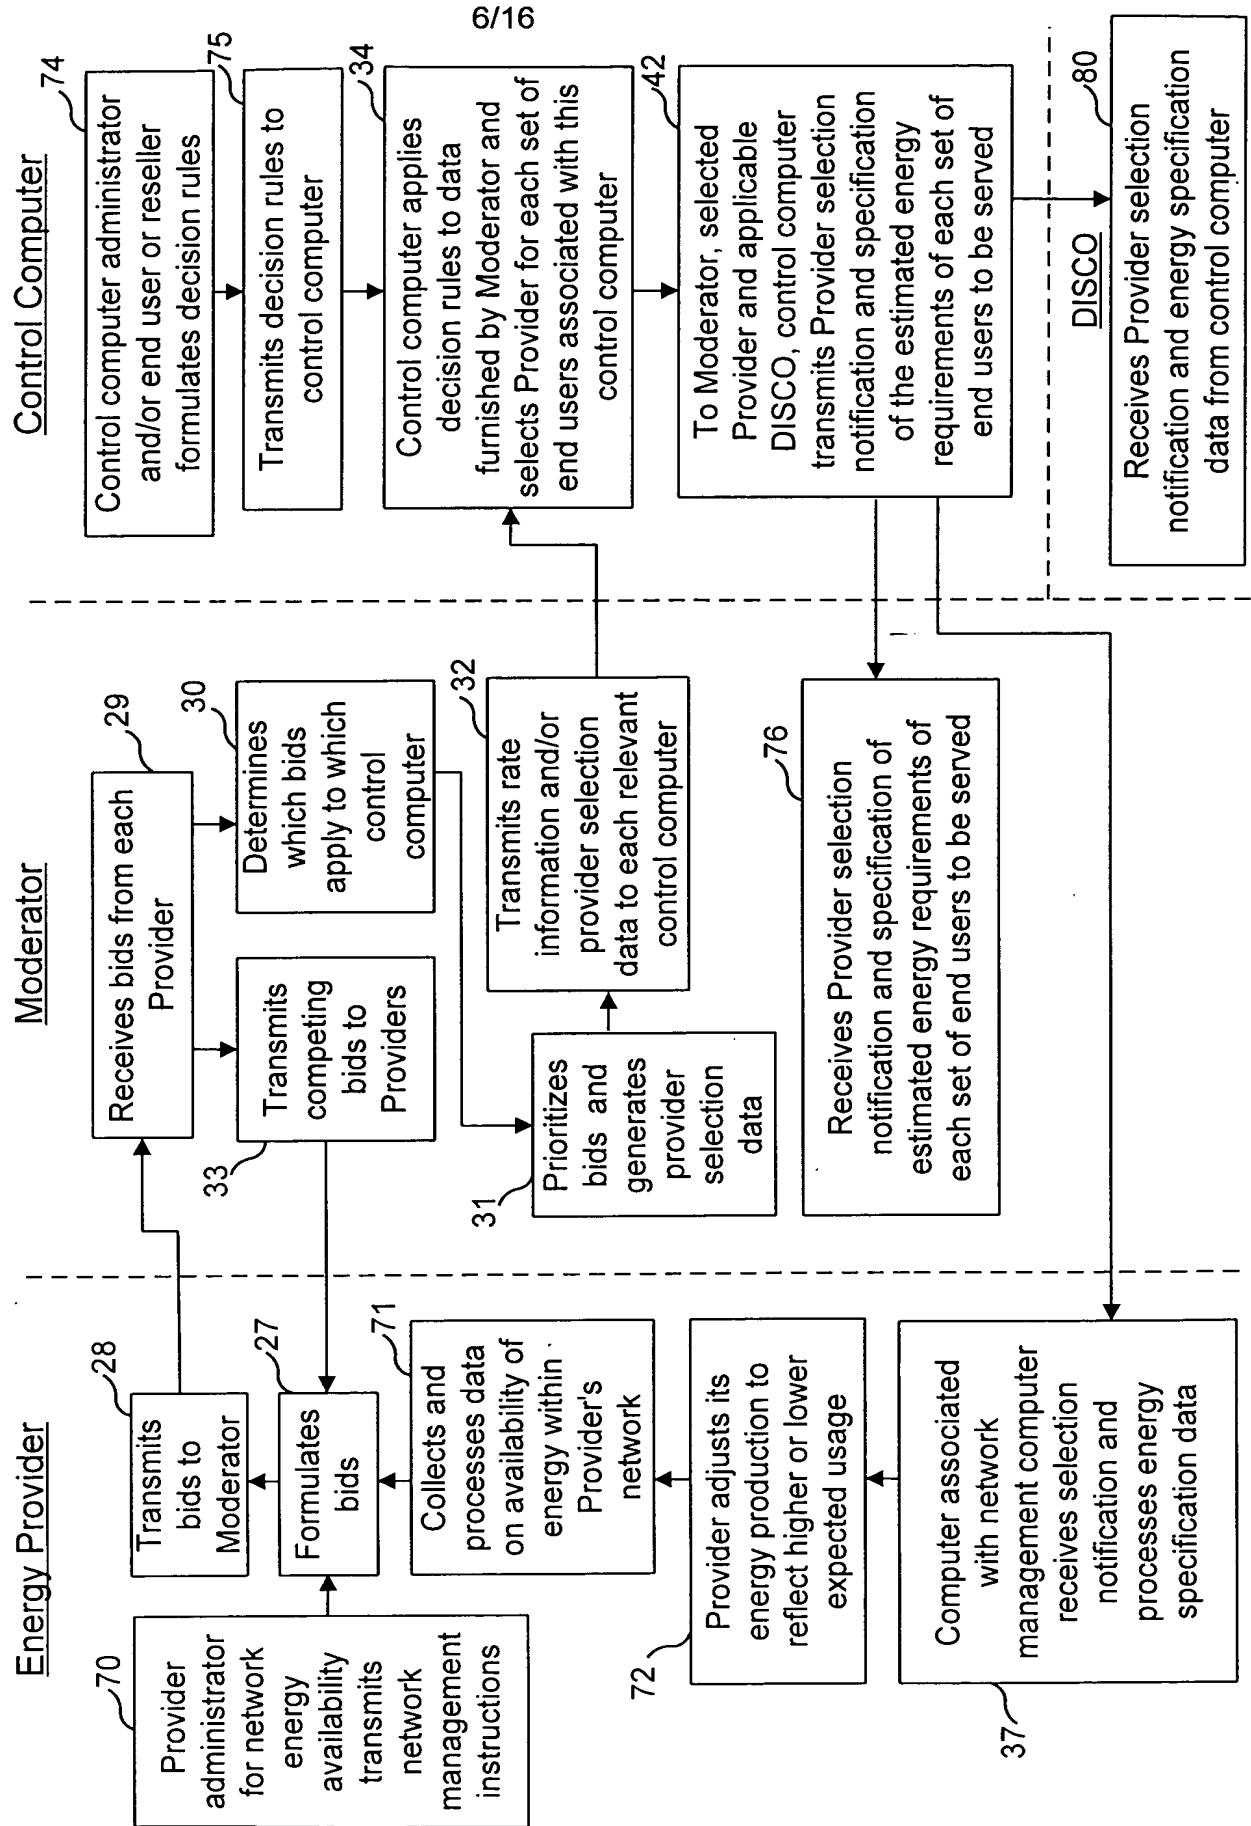 6/16
Energy Provider
70
Provider
administrator
for network
energy
availability
transmits
network
management
instructions
28
Transmits
bids to
Moderator
27
Formulates
bids
71
Collects and
processes data
on availability of
energy within
Provider's
network
72
Provider adjusts its
energy production to
reflect higher or lower
expected usage
37
Computer associated
with network
management computer
receives selection
notification and
processes energy
specification data
Moderator
29
Receives bids from each
Provider
33
Transmits
competing
bids to
Providers
30
Determines
which bids
apply to which
control
computer
31
Prioritizes
bids and
generates
provider
selection
data
32
Transmits rate
information and/or
provider selection
data to each relevant
control computer
76
Receives Provider selection
notification and specification of
estimated energy requirements of
each set of end users to be served
Control Computer
74
Control computer administrator
and/or end user or reseller
formulates decision rules
75
Transmits decision rules to
control computer
34
Control computer applies
decision rules to data
furnished by Moderator and
selects Provider for each set of
end users associated with this
control computer
42
To Moderator, selected
Provider and applicable
DISCO, control computer
transmits Provider selection
notification and specification
of the estimated energy
requirements of each set of
end users to be served
DISCO
80
Receives Provider selection
notification and energy specification
data from control computer